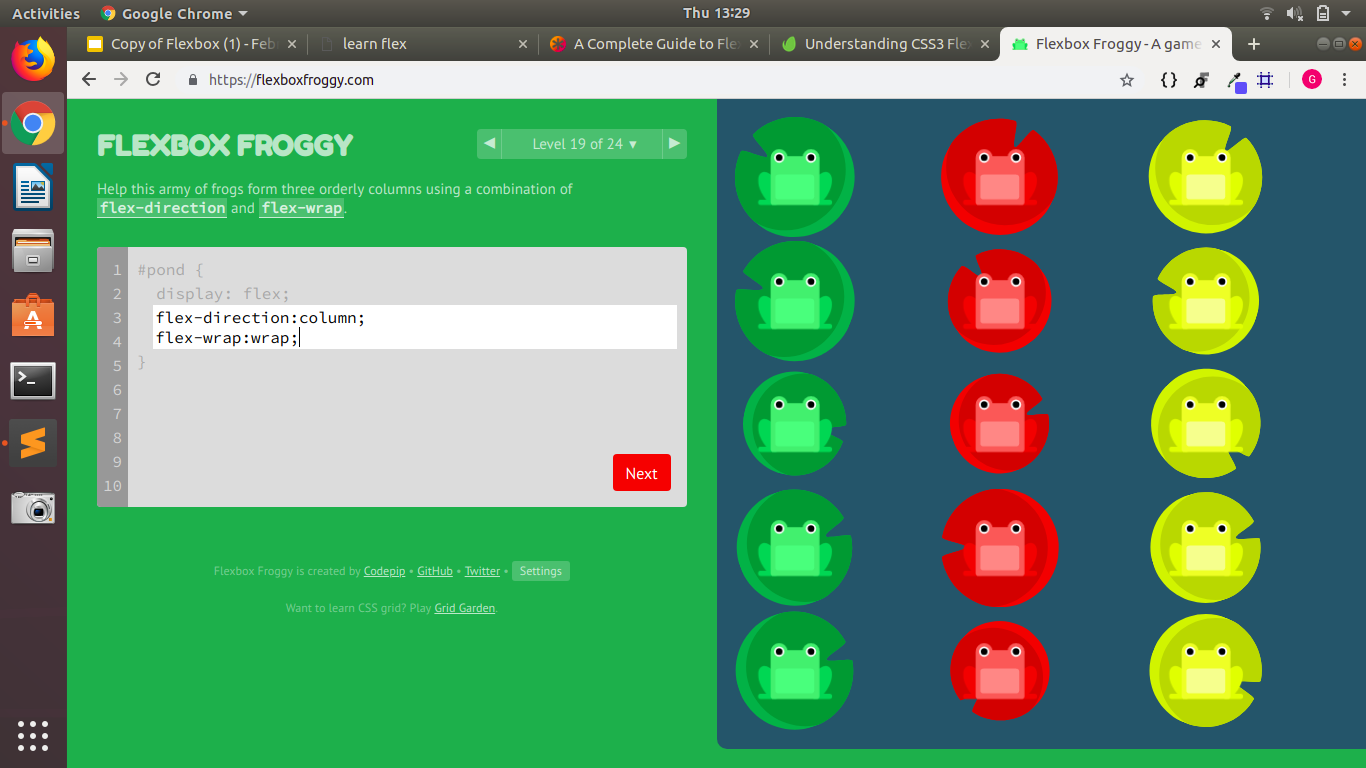 Activities
Google Chrome
Thu 13:29
Copy of Flexbox (1) - Feb
learn flex
A Complete Guide to Fle
Understanding CSS3 Fle
Flexbox Froggy - A game
https://flexboxfroggy.com
G
FLEXBOX FROGGY
◀ Level 19 of 24 ▾ ▶
Help this army of frogs form three orderly columns using a combination of
flex-direction and flex-wrap.
1 #pond {
2 display: flex;
3 flex-direction:column;
4 flex-wrap:wrap;
5 }
6
7
8
9
10
Next
Flexbox Froggy is created by Codepip • GitHub • Twitter • Settings
Want to learn CSS grid? Play Grid Garden.